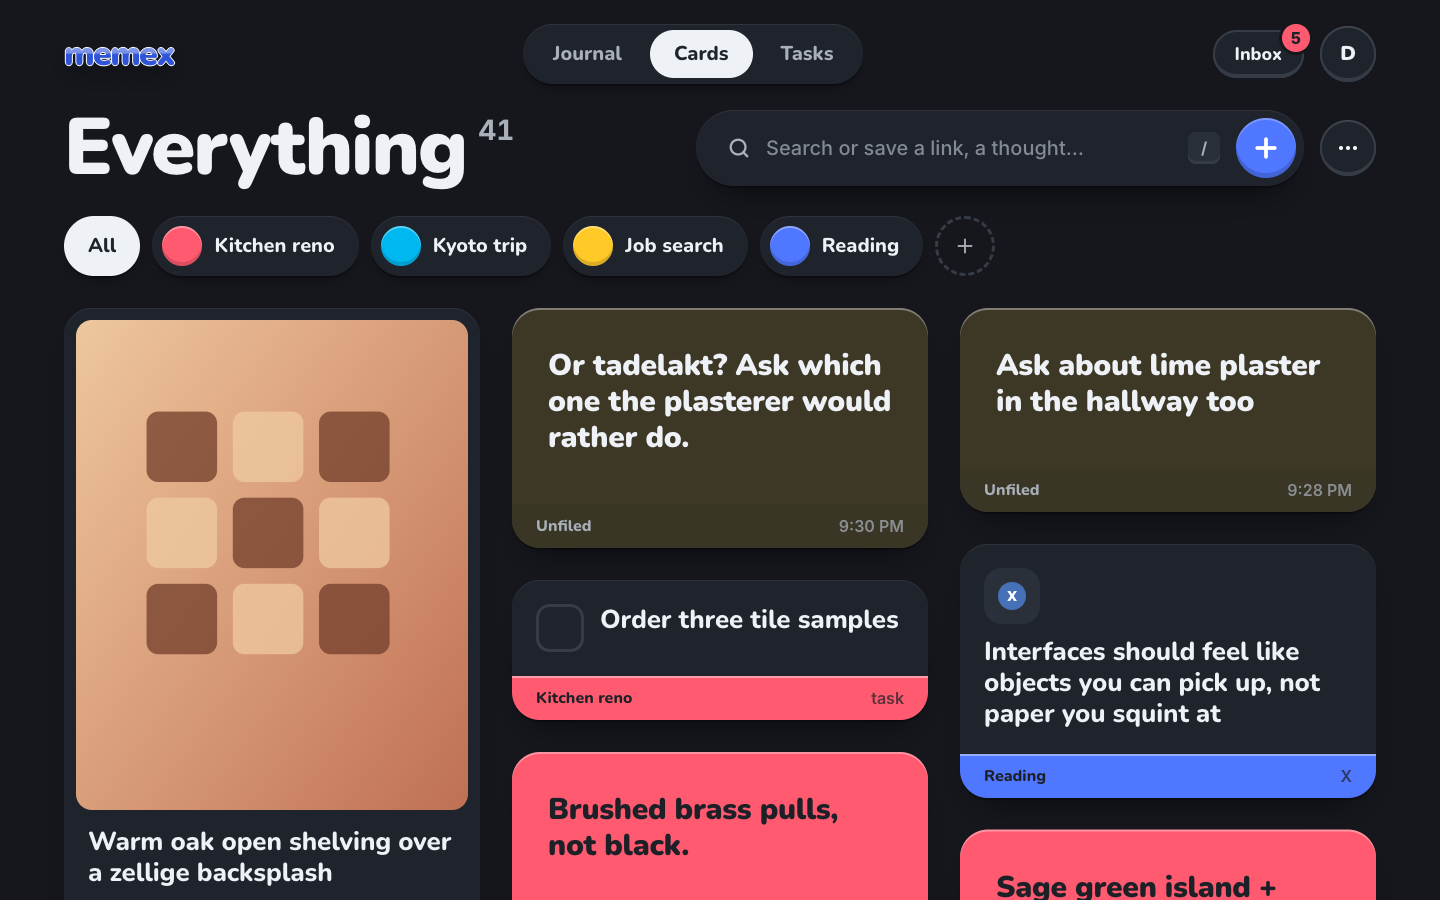 memex
Journal
Cards
Tasks
Inbox
5
D
Everything 41
Search or save a link, a thought...
/
All
Kitchen reno
Kyoto trip
Job search
Reading
Warm oak open shelving over
a zellige backsplash
Or tadelakt? Ask which
one the plasterer would
rather do.
Unfiled
9:30 PM
Order three tile samples
Kitchen reno
task
Brushed brass pulls,
not black.
Ask about lime plaster
in the hallway too
Unfiled
9:28 PM
X
Interfaces should feel like
objects you can pick up, not
paper you squint at
Reading
X
Sage green island +